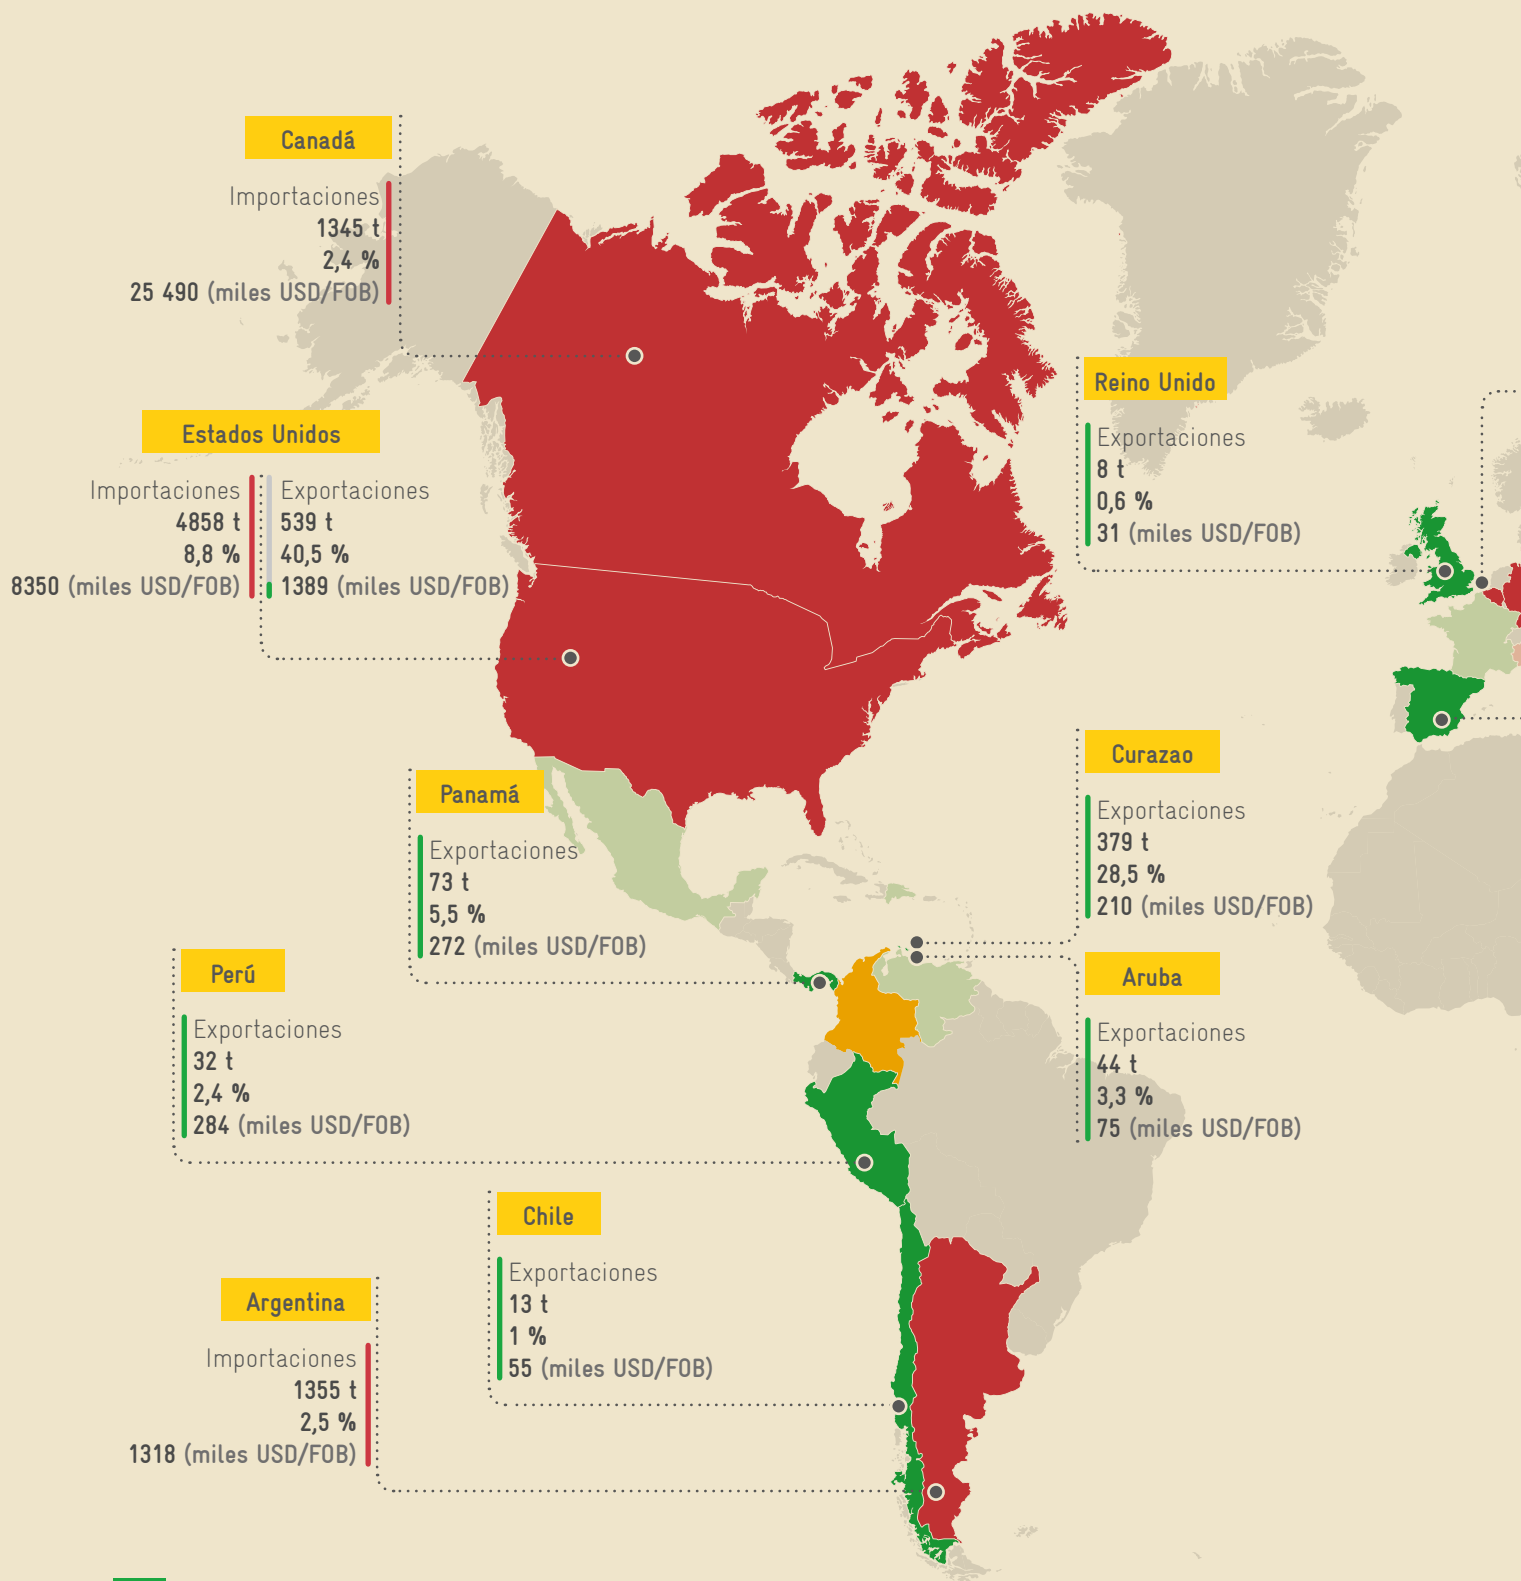 Canadá
Importaciones
1345 t
2,4 %
25 490 (miles USD/FOB)
Estados Unidos
Importaciones
4858 t
8,8 %
8350 (miles USD/FOB)
Exportaciones
539 t
40,5 %
1389 (miles USD/FOB)
Reino Unido
Exportaciones
8 t
0,6 %
31 (miles USD/FOB)
Panamá
Exportaciones
73 t
5,5 %
272 (miles USD/FOB)
Curazao
Exportaciones
379 t
28,5 %
210 (miles USD/FOB)
Perú
Exportaciones
32 t
2,4 %
284 (miles USD/FOB)
Aruba
Exportaciones
44 t
3,3 %
75 (miles USD/FOB)
Chile
Exportaciones
13 t
1 %
55 (miles USD/FOB)
Argentina
Importaciones
1355 t
2,5 %
1318 (miles USD/FOB)